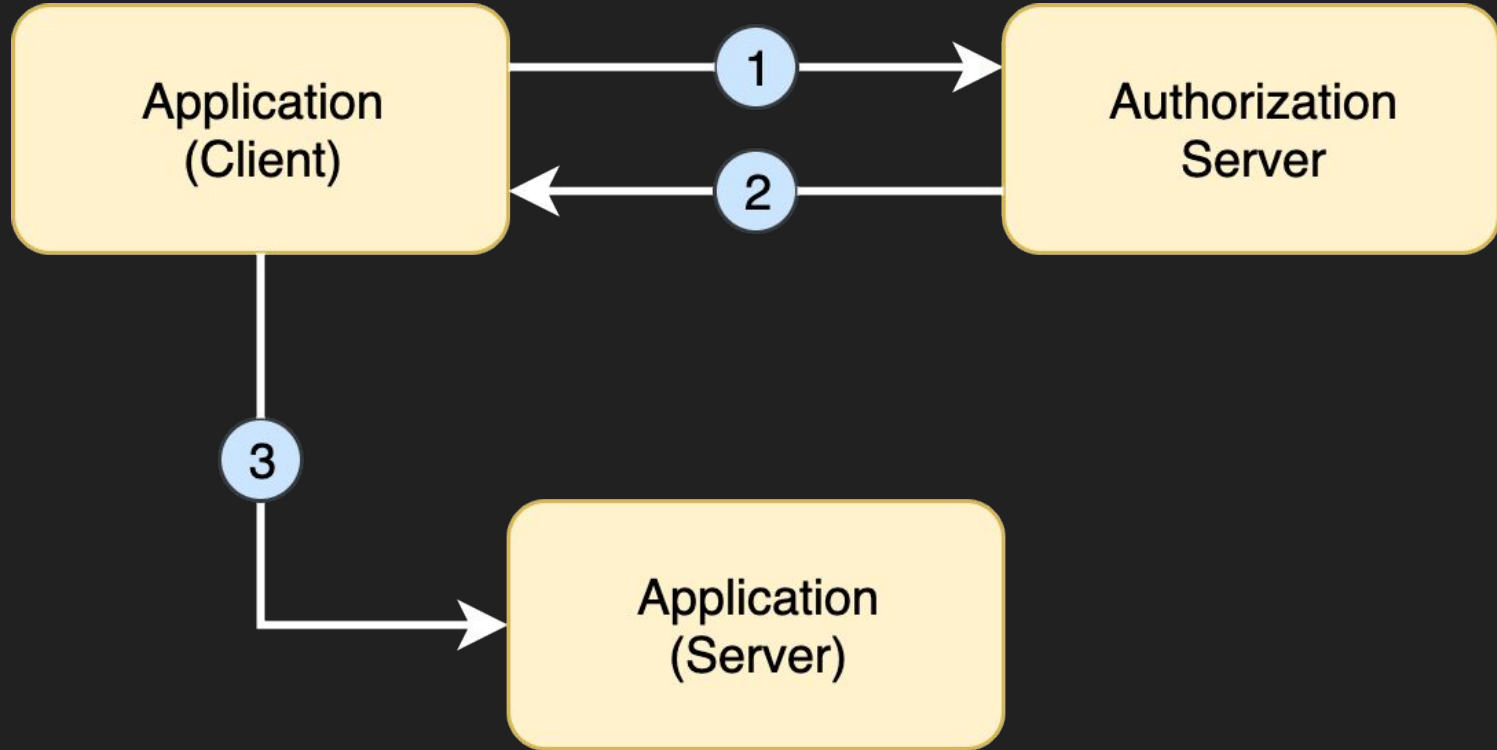 Application
(Client)
1
Authorization
Server
2
3
Application
(Server)